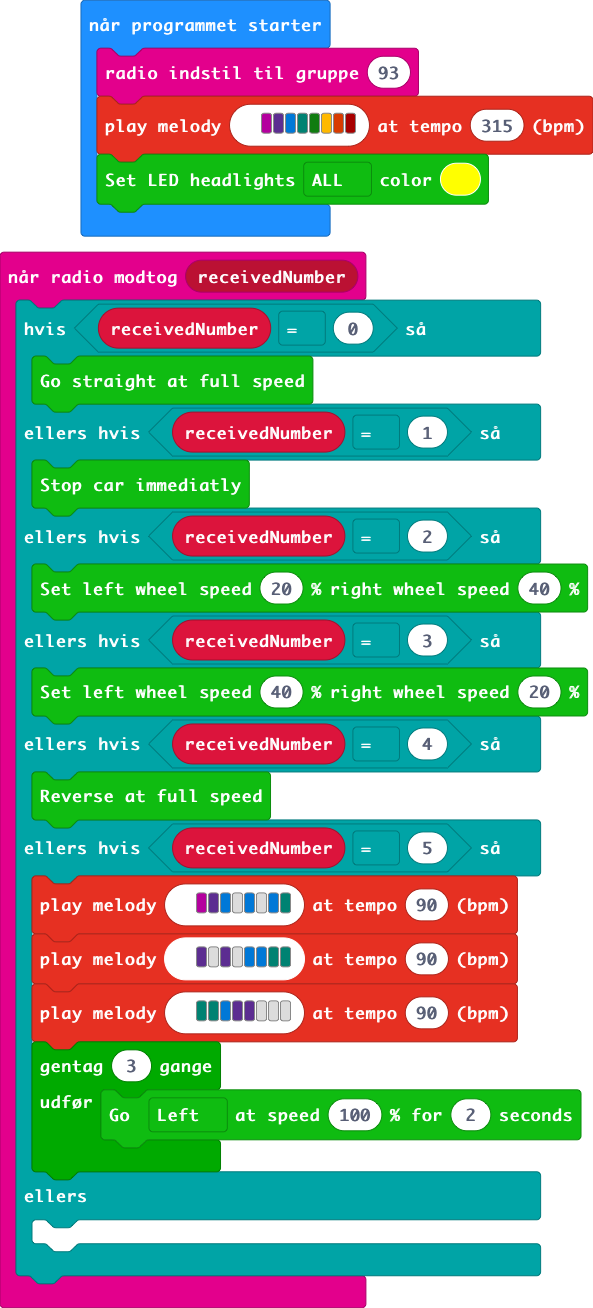 når programmet starter
radio indstil til gruppe 93
play melody at tempo 315 (bpm)
Set LED headlights ALL color
når radio modtog receivedNumber
hvis receivedNumber = 0 så
Go straight at full speed
ellers hvis receivedNumber = 1 så
Stop car immediatly
ellers hvis receivedNumber = 2 så
Set left wheel speed 20 % right wheel speed 40 %
ellers hvis receivedNumber = 3 så
Set left wheel speed 40 % right wheel speed 20 %
ellers hvis receivedNumber = 4 så
Reverse at full speed
ellers hvis receivedNumber = 5 så
play melody at tempo 90 (bpm)
play melody at tempo 90 (bpm)
play melody at tempo 90 (bpm)
gentag 3 gange
udfør Go Left at speed 100 % for 2 seconds
ellers